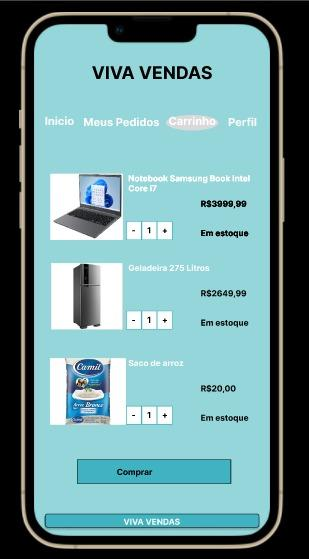 VIVA VENDAS
Inicio Meus Pedidos Carrinho Perfil
Notebook Samsung Book Intel
Core i7
R$3999,99
- 1 +
Em estoque
Geladeira 275 Litros
R$2649,99
- 1 +
Em estoque
Saco de arroz
Camil
Arroz Branco
R$20,00
- 1 +
Em estoque
Comprar
VIVA VENDAS